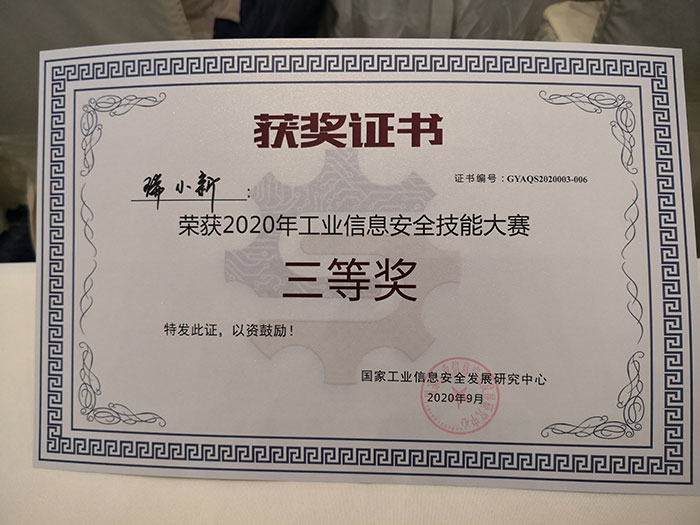 获奖证书
证书编号：GYAQS2020003-006
瑞小新：
荣获2020年工业信息安全技能大赛
三等奖
特发此证，以资鼓励！
国家工业信息安全发展研究中心
2020年9月